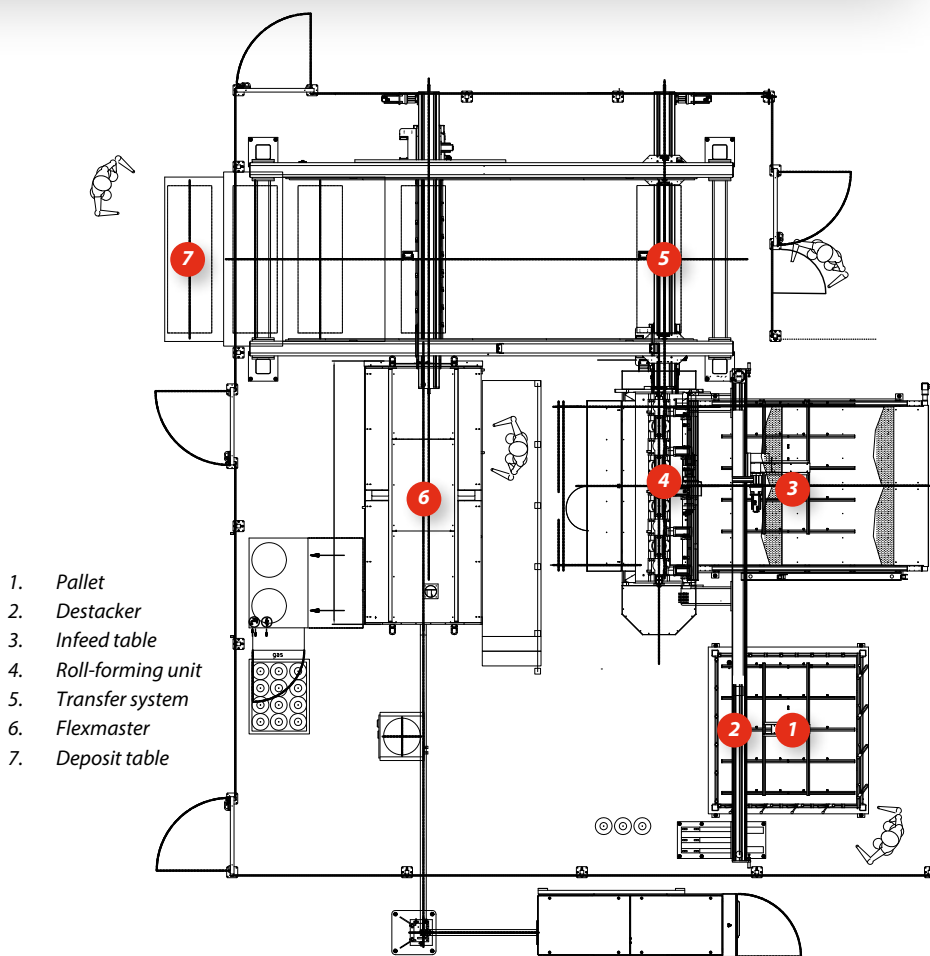 7
5
6
4
3
2
1
gas
1. Pallet
2. Destacker
3. Infeed table
4. Roll-forming unit
5. Transfer system
6. Flexmaster
7. Deposit table